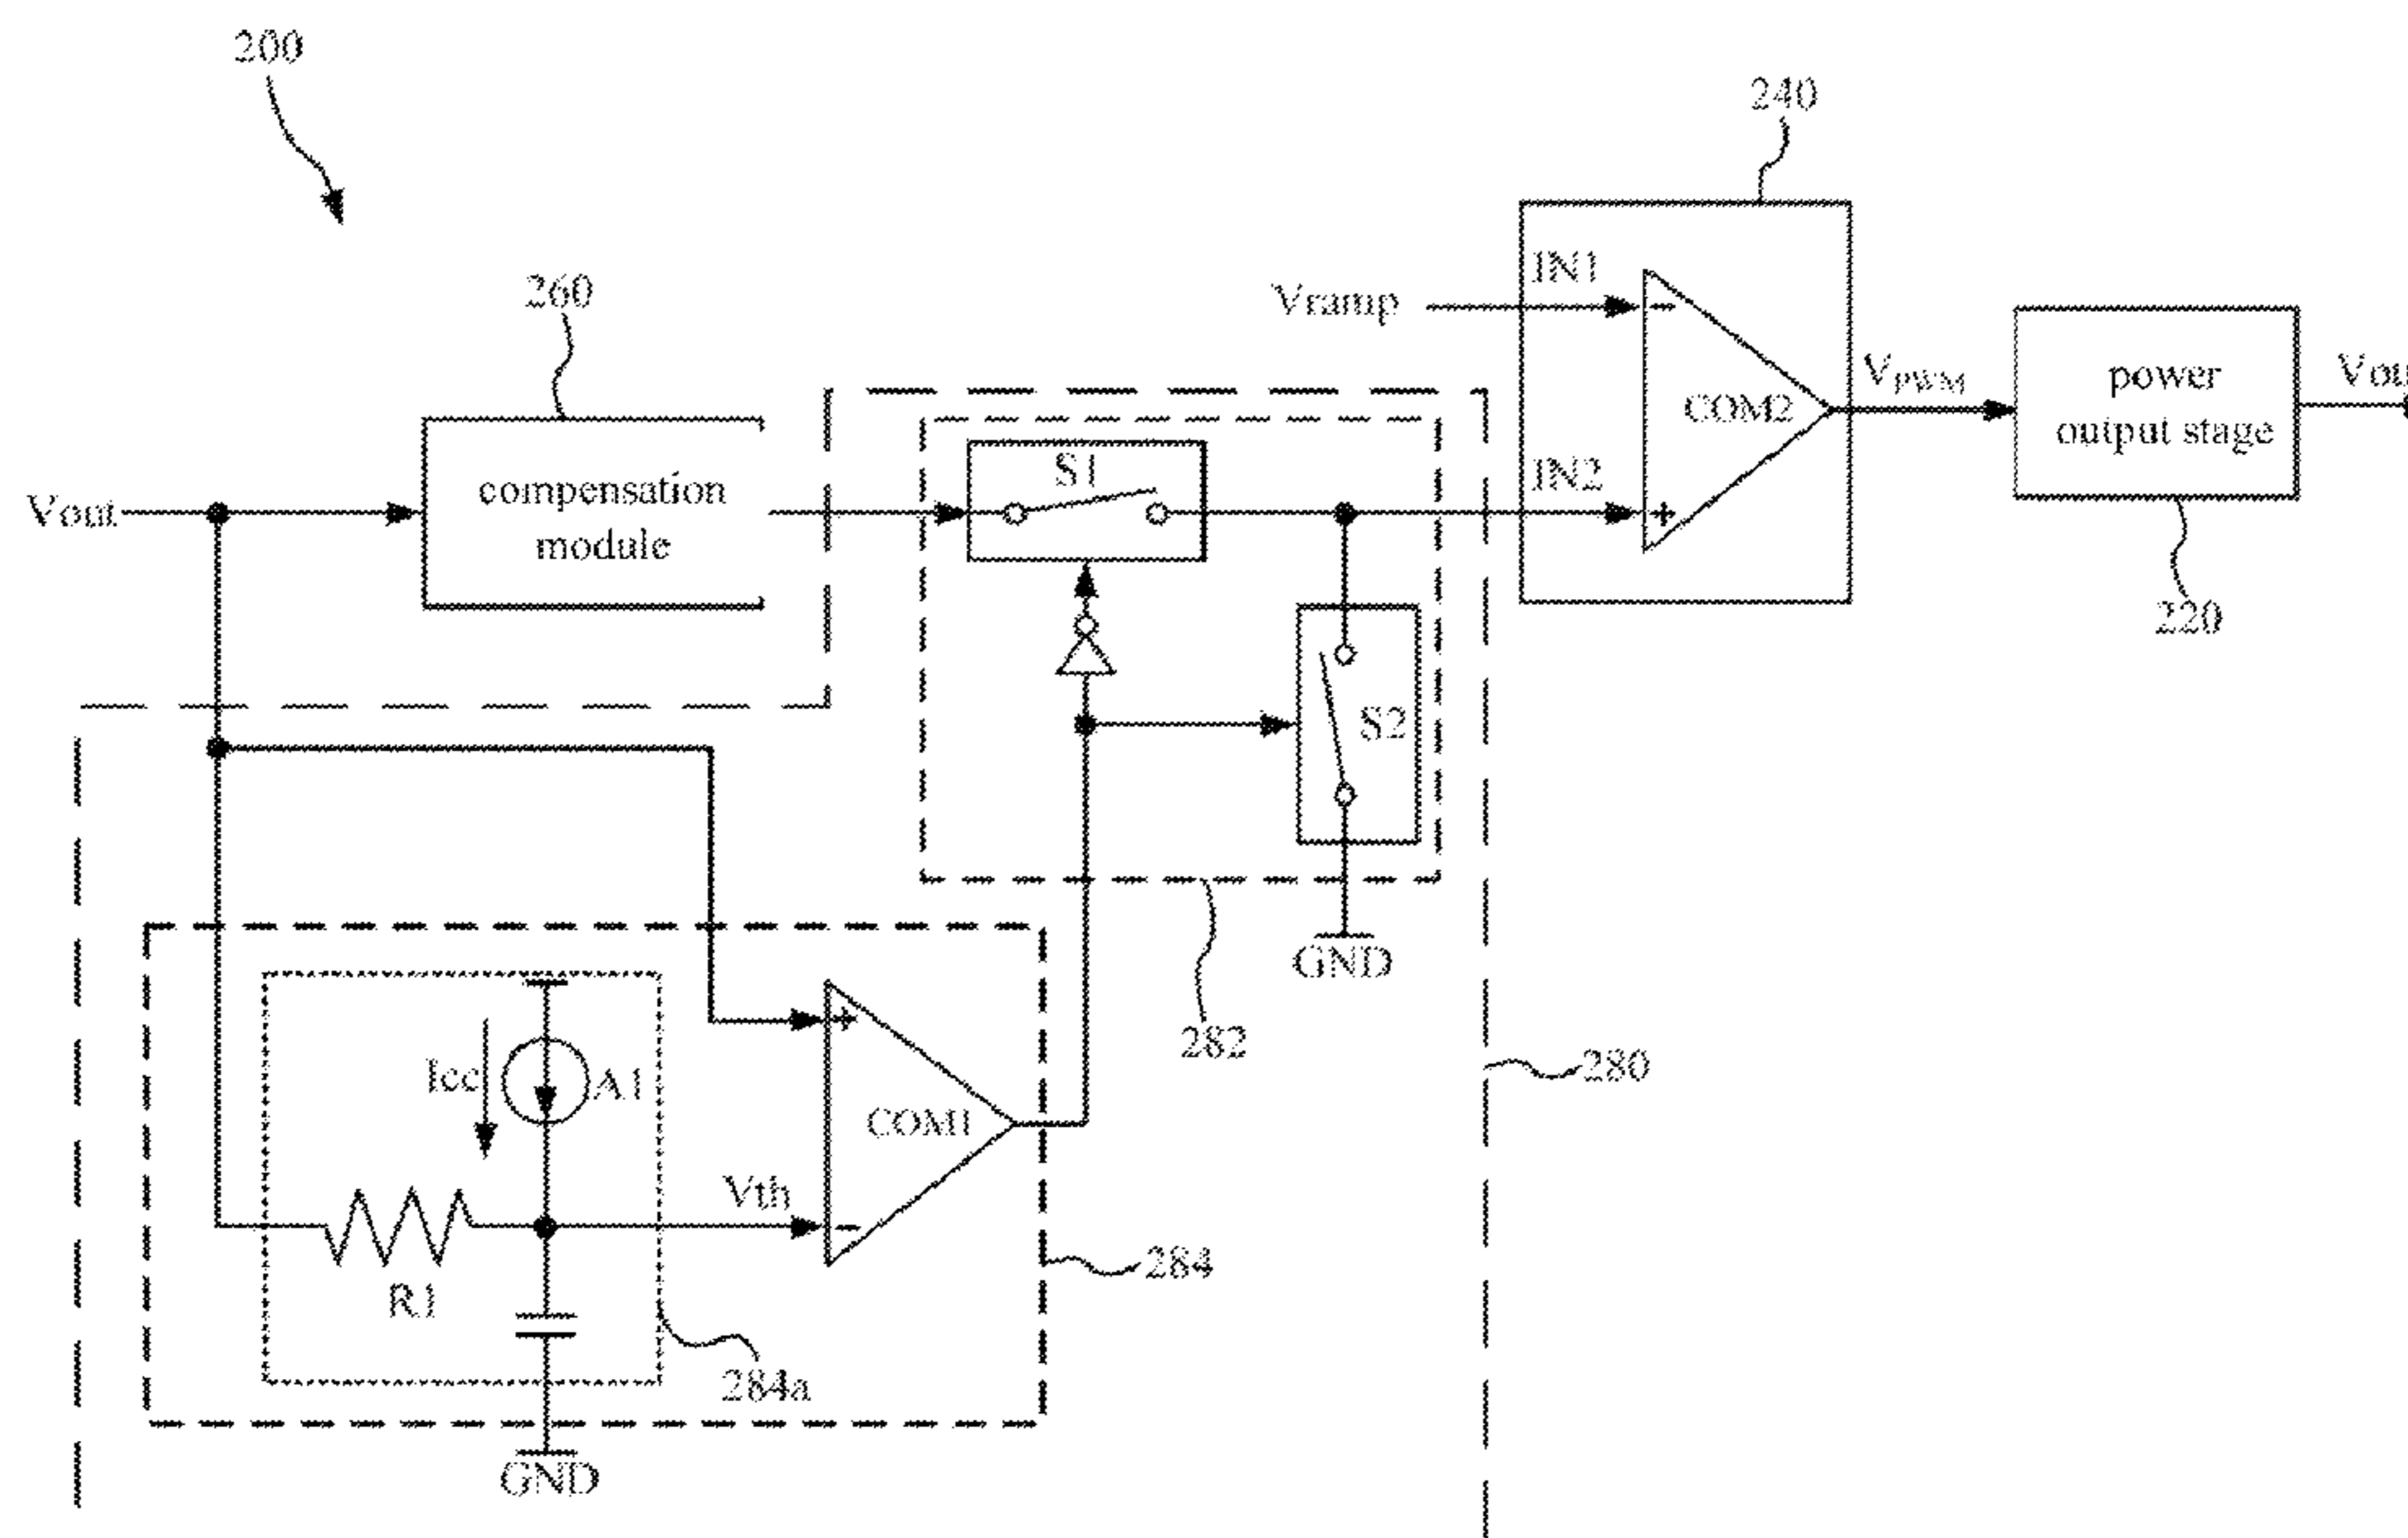 200
240
260
IN1
Vramp
COM2
VPWM
power
output stage
Vou
S1
IN2
Vout
compensation
module
220
S2
GND
282
280
Icc
A1
COM1
Vth
284
R1
284a
GND